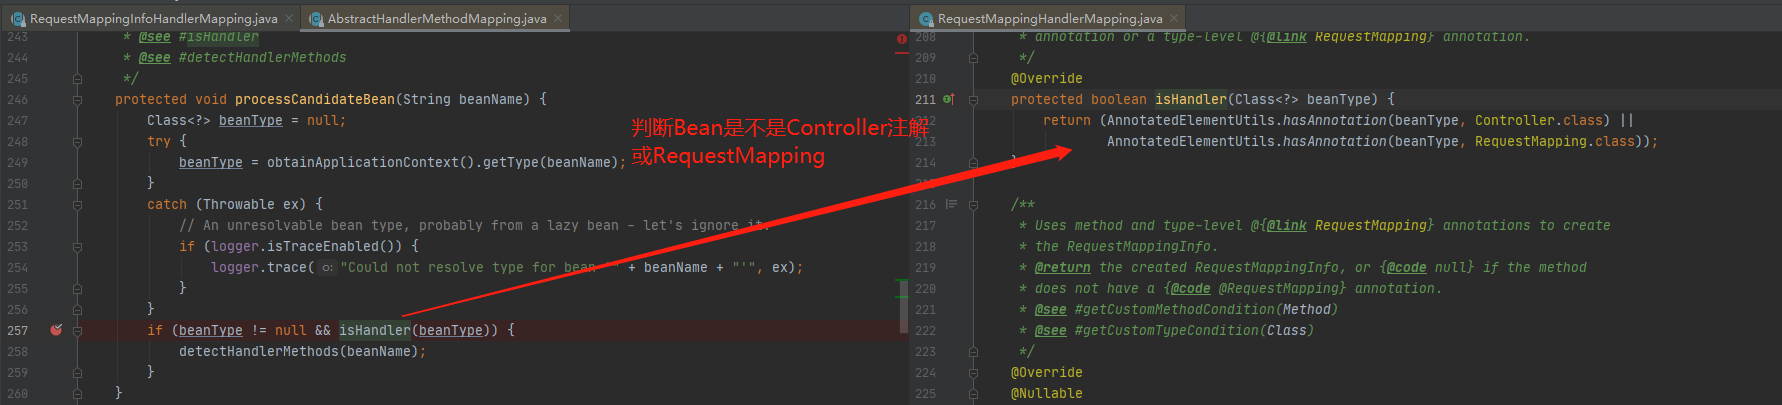 RequestMappingInfoHandlerMapping.java
AbstractHandlerMethodMapping.java
243 * @see #isHandler
244 * @see #detectHandlerMethods
245 */
246 protected void processCandidateBean(String beanName) {
247 Class<?> beanType = null;
248 try {
249 beanType = obtainApplicationContext().getType(beanName);
250 }
251 catch (Throwable ex) {
252 // An unresolvable bean type, probably from a lazy bean - let's ignore it.
253 if (logger.isTraceEnabled()) {
254 logger.trace( o: "Could not resolve type for bean '" + beanName + "'", ex);
255 }
256 }
257 if (beanType != null && isHandler(beanType)) {
258 detectHandlerMethods(beanName);
259 }
260 }
判断Bean是不是Controller注解
或RequestMapping
RequestMappingHandlerMapping.java
208 * annotation or a type-level @{@link RequestMapping} annotation.
209 */
210 @Override
211 protected boolean isHandler(Class<?> beanType) {
212 return (AnnotatedElementUtils.hasAnnotation(beanType, Controller.class) ||
213 AnnotatedElementUtils.hasAnnotation(beanType, RequestMapping.class));
214 }
216 /**
217 * Uses method and type-level @{@link RequestMapping} annotations to create
218 * the RequestMappingInfo.
219 * @return the created RequestMappingInfo, or {@code null} if the method
220 * does not have a {@code @RequestMapping} annotation.
221 * @see #getCustomMethodCondition(Method)
222 * @see #getCustomTypeCondition(Class)
223 */
224 @Override
225 @Nullable